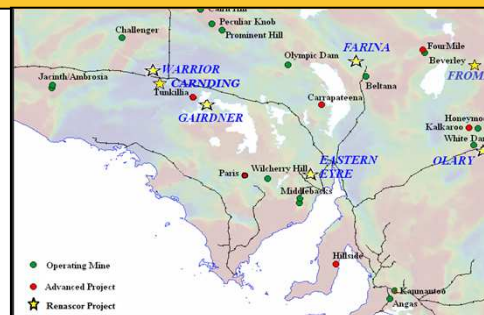 Peculiar Knob
Challenger
Prominent Hill
FARINA
Four Mile
Olympic Dam
Beverley
WARRIOR
FROM
Jacinth/Ambrosia
CARNDING
Beltana
Tunkillia
Carrapateena
GAIRDNER
Honeymoo
Kalkaroo
White Dam
OLARY
EASTERN
EYRE
Wilcherry Hill
Paris
Middlebacks
Hillside
Operating Mine
Advanced Project
Kanmantoo
Angas
Renascor Project